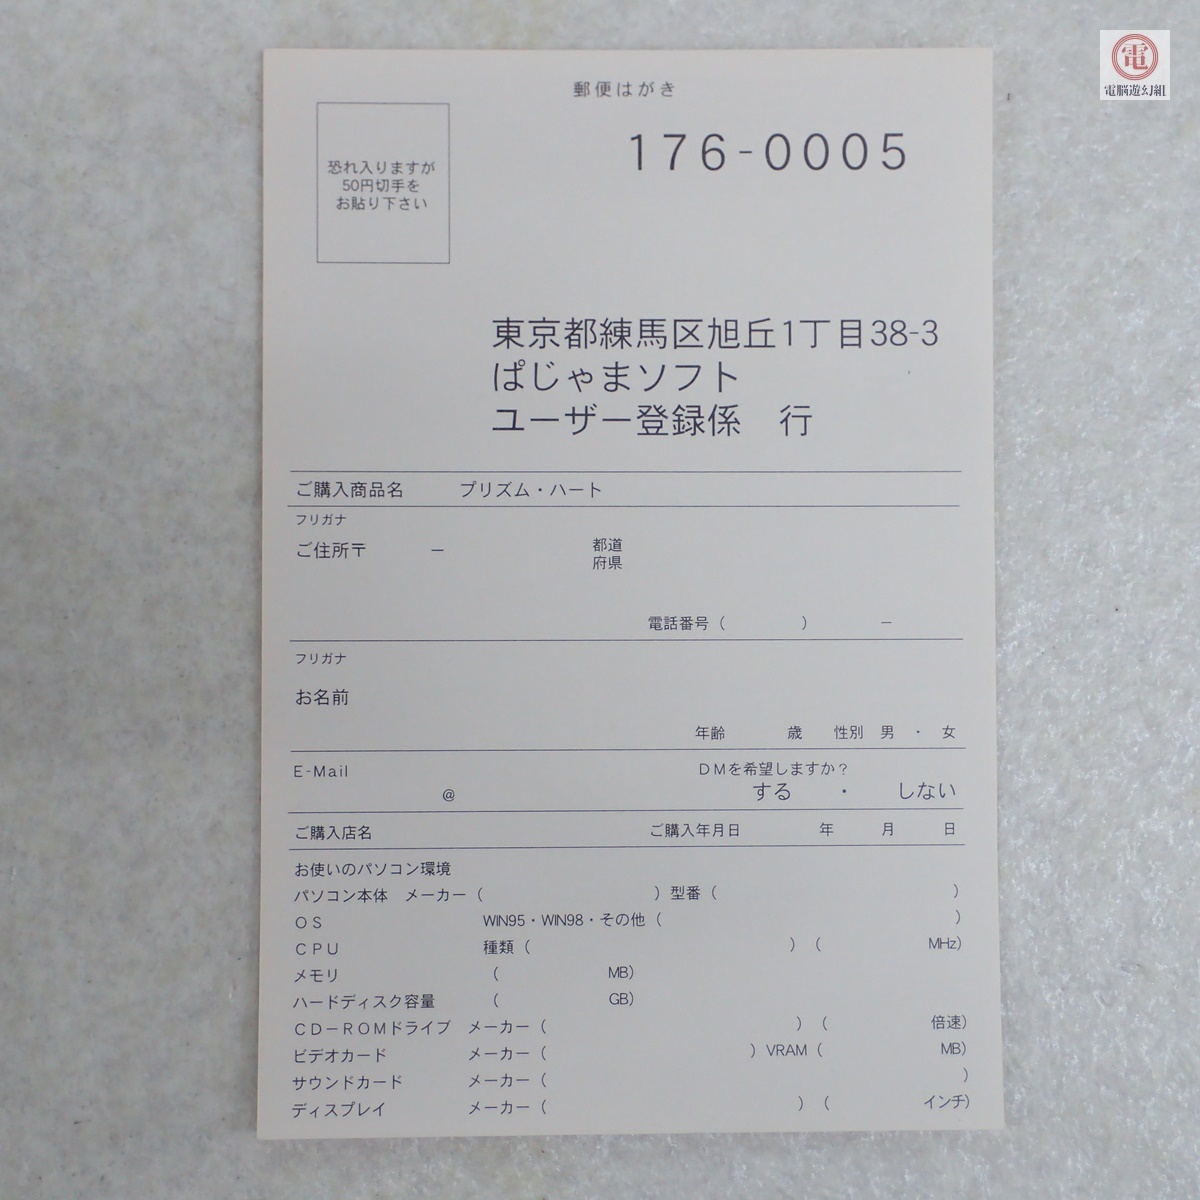 電
電脳遊幻組
郵便はがき
恐れ入りますが
50円切手を
お貼り下さい
176-0005
東京都練馬区旭丘1丁目38-3
ぱじゃまソフト
ユーザー登録係　行
ご購入商品名　プリズム・ハート
フリガナ
ご住所〒　－　都道
府県
電話番号（　）　－
フリガナ
お名前
年齢　歳　性別　男　・　女
E-Mail　DMを希望しますか？
@　する　・　しない
ご購入店名　ご購入年月日　年　月　日
お使いのパソコン環境
パソコン本体　メーカー（　）型番（　）
ＯＳ　WIN95・WIN98・その他（　）
ＣＰＵ　種類（　）（　MHz）
メモリ　（　MB）
ハードディスク容量　（　GB）
ＣＤ－ＲＯＭドライブ　メーカー（　）（　倍速）
ビデオカード　メーカー（　）VRAM（　MB）
サウンドカード　メーカー（　）
ディスプレイ　メーカー（　）（　インチ）